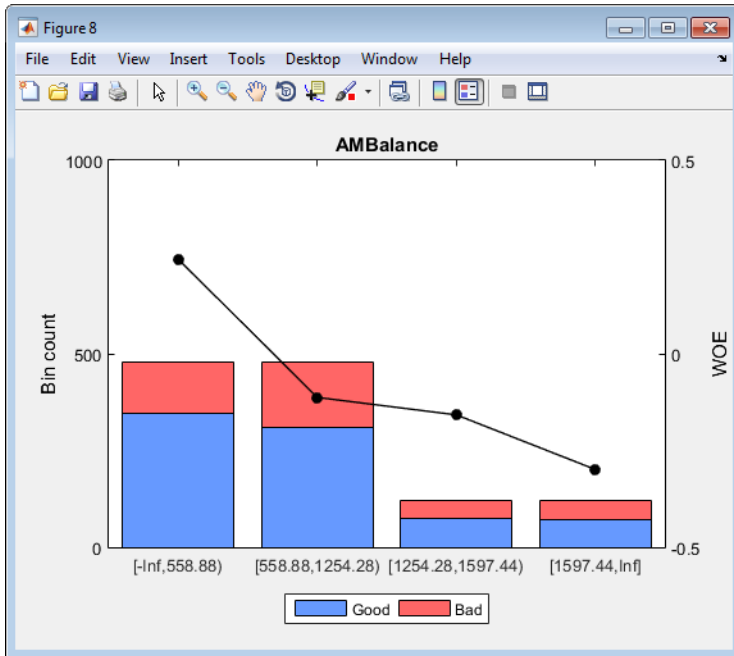 Figure 8
File Edit View Insert Tools Desktop Window Help
AMBalance
1000
500
0
Bin count
0.5
0
-0.5
WOE
[-Inf,558.88) [558.88,1254.28) [1254.28,1597.44) [1597.44,Inf]
Good Bad